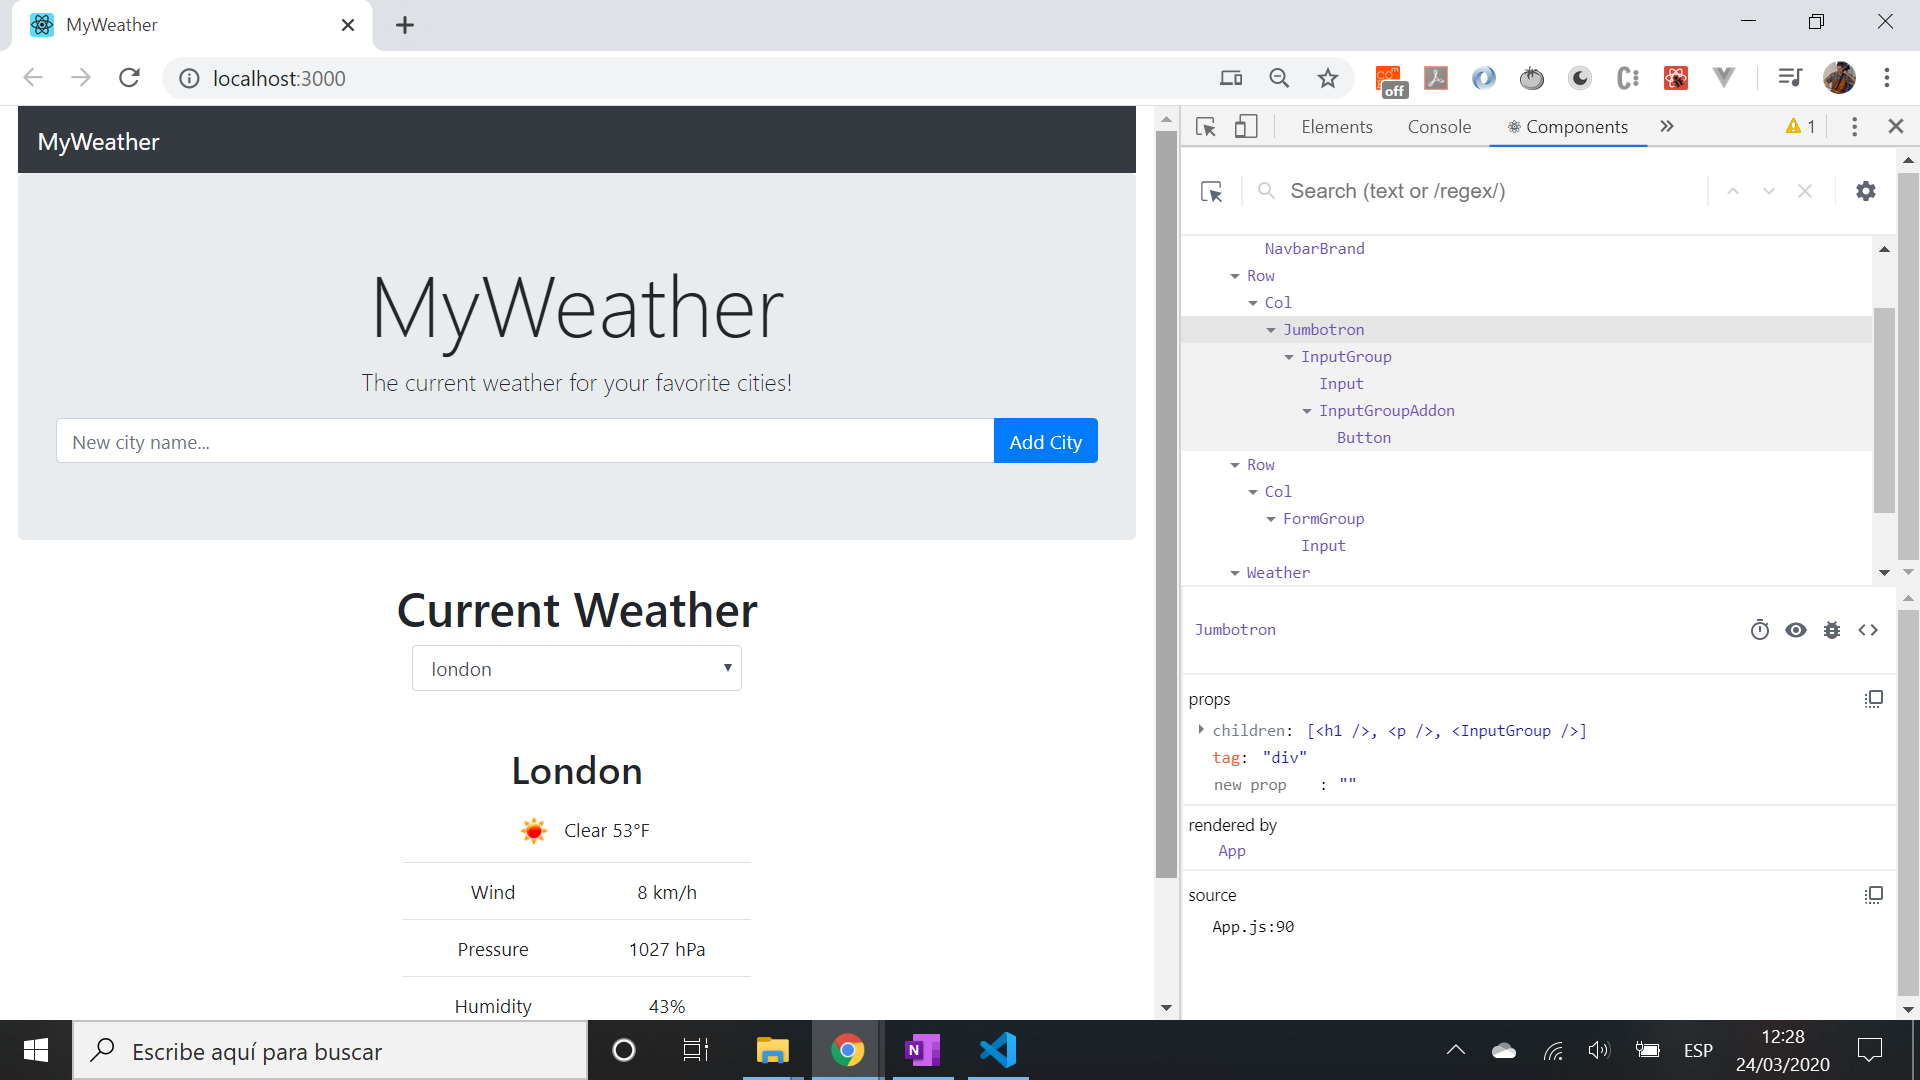 MyWeather
localhost:3000
off
MyWeather
MyWeather
The current weather for your favorite cities!
New city name...
Add City
Current Weather
london
London
Clear 53°F
Wind 8 km/h
Pressure 1027 hPa
Humidity 43%
Elements Console Components 1
Search (text or /regex/)
NavbarBrand
Row
Col
Jumbotron
InputGroup
Input
InputGroupAddon
Button
Row
Col
FormGroup
Input
Weather
Jumbotron
props
children: [<h1 />, <p />, <InputGroup />]
tag: "div"
new prop : ""
rendered by
App
source
App.js:90
Escribe aquí para buscar
N
ESP
12:28
24/03/2020